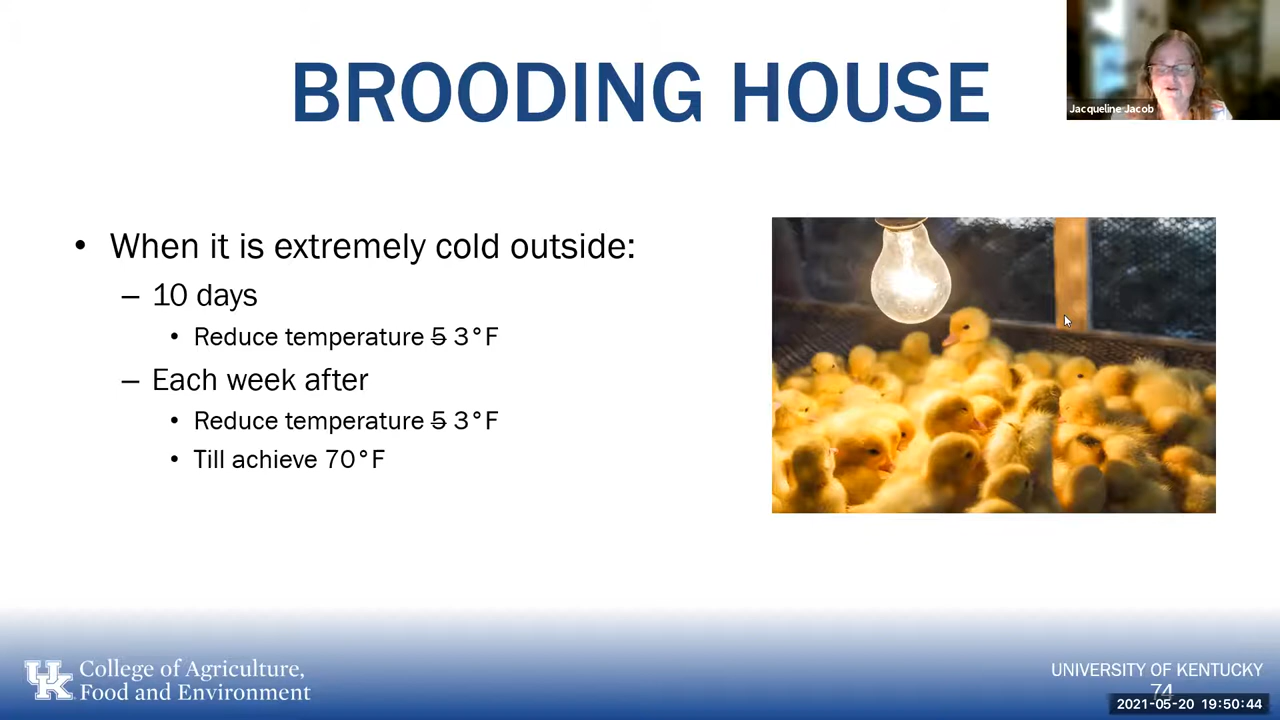 BROODING HOUSE
Jacqueline Jacob
• When it is extremely cold outside:
– 10 days
• Reduce temperature 5 3°F
– Each week after
• Reduce temperature 5 3°F
• Till achieve 70°F
UK College of Agriculture,
Food and Environment
UNIVERSITY OF KENTUCKY
74
2021-05-20 19:50:44